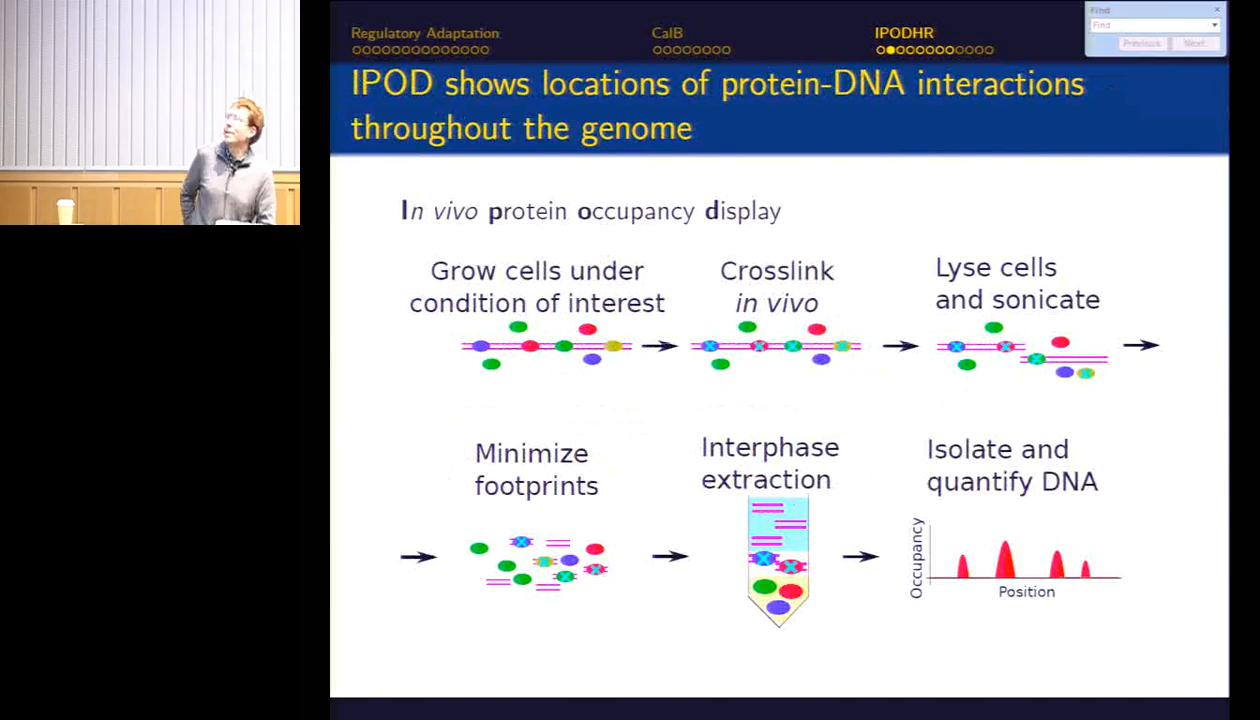 Regulatory Adaptation
CalB
IPODHR
Find
Find
Previous
Next
IPOD shows locations of protein-DNA interactions
throughout the genome
In vivo protein occupancy display
Grow cells under
condition of interest
Crosslink
in vivo
Lyse cells
and sonicate
Minimize
footprints
Interphase
extraction
Isolate and
quantify DNA
Occupancy
Position